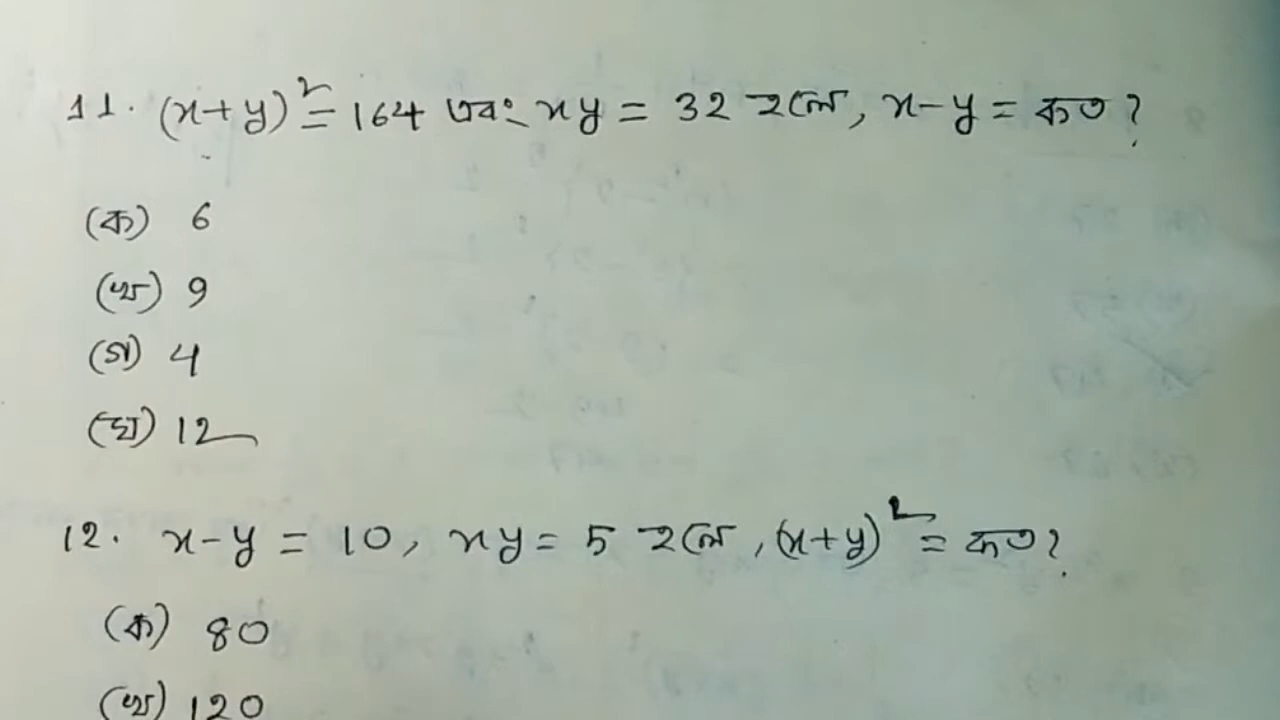 11. (x+y)² = 164 এবং xy = 32 হলে, x-y = কত?
(ক) 6
(খ) 9
(গ) 4
(ঘ) 12
12. x-y = 10, xy = 5 হলে, (x+y)² = কত?
(ক) 80
(খ) 120